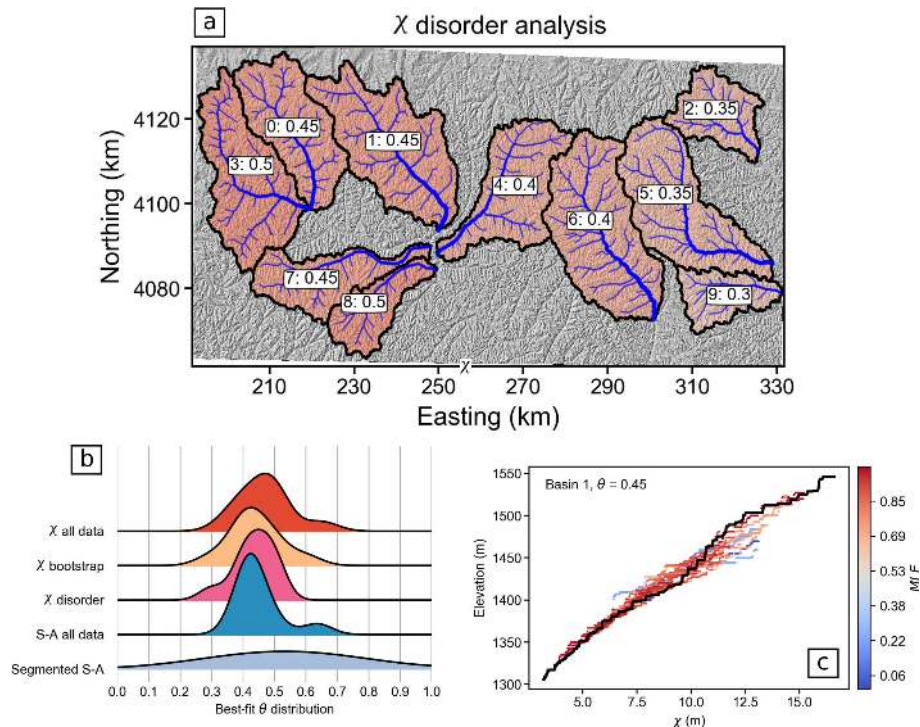 a
χ disorder analysis
Northing (km)
4120
4100
4080
0: 0.45
1: 0.45
2: 0.35
3: 0.5
4: 0.4
5: 0.35
6: 0.4
7: 0.45
8: 0.5
9: 0.3
χ
210 230 250 270 290 310 330
Easting (km)
b
χ all data
χ bootstrap
χ disorder
S-A all data
Segmented S-A
0.0 0.1 0.2 0.3 0.4 0.5 0.6 0.7 0.8 0.9 1.0
Best-fit θ distribution
Basin 1, θ = 0.45
Elevation (m)
1550
1500
1450
1400
1350
1300
5.0 7.5 10.0 12.5 15.0
χ (m)
c
0.85
0.69
0.53
0.38
0.22
0.06
MLE